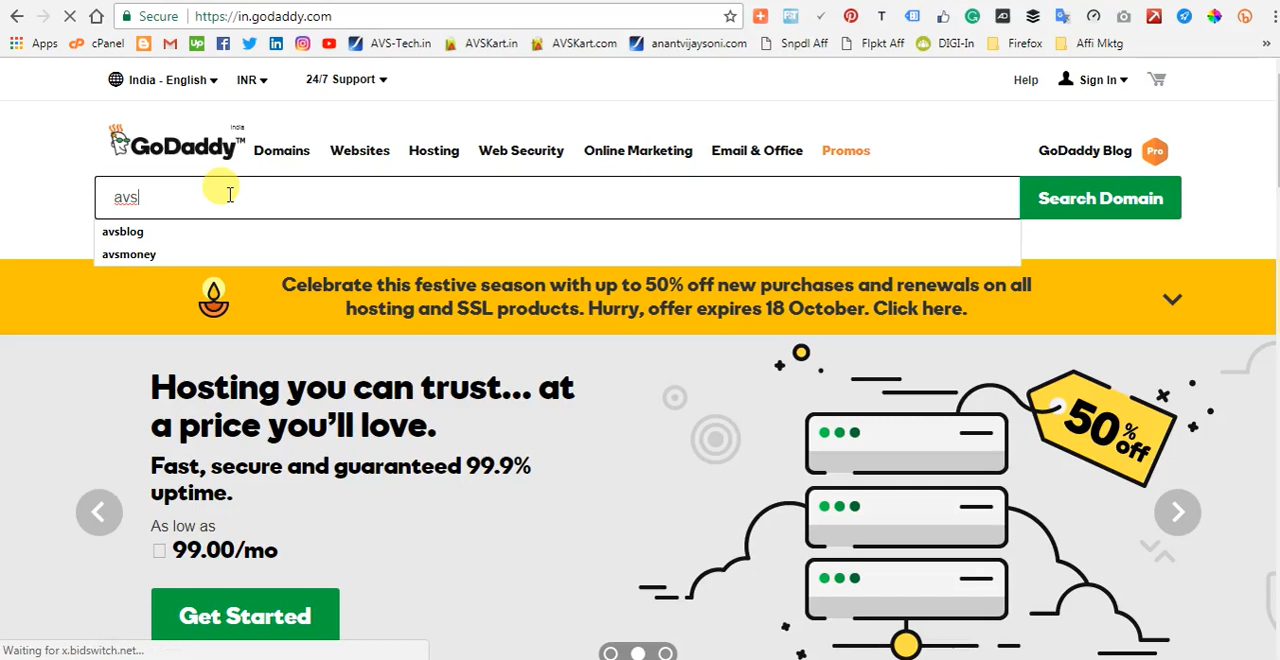 Secure
https://in.godaddy.com
Apps
cPanel
AVS-Tech.in
AVSKart.in
AVSKart.com
anantvijaysoni.com
Snpdl Aff
Flpkt Aff
DIGI-In
Firefox
Affi Mktg
»
India - English
INR
24/7 Support
Help
Sign In
India
GoDaddy™
Domains
Websites
Hosting
Web Security
Online Marketing
Email & Office
Promos
GoDaddy Blog
Pro
avs
Search Domain
avsblog
avsmoney
Celebrate this festive season with up to 50% off new purchases and renewals on all
hosting and SSL products. Hurry, offer expires 18 October. Click here.
Hosting you can trust... at
a price you'll love.
Fast, secure and guaranteed 99.9%
uptime.
As low as
99.00/mo
Get Started
50% off
Waiting for x.bidswitch.net...